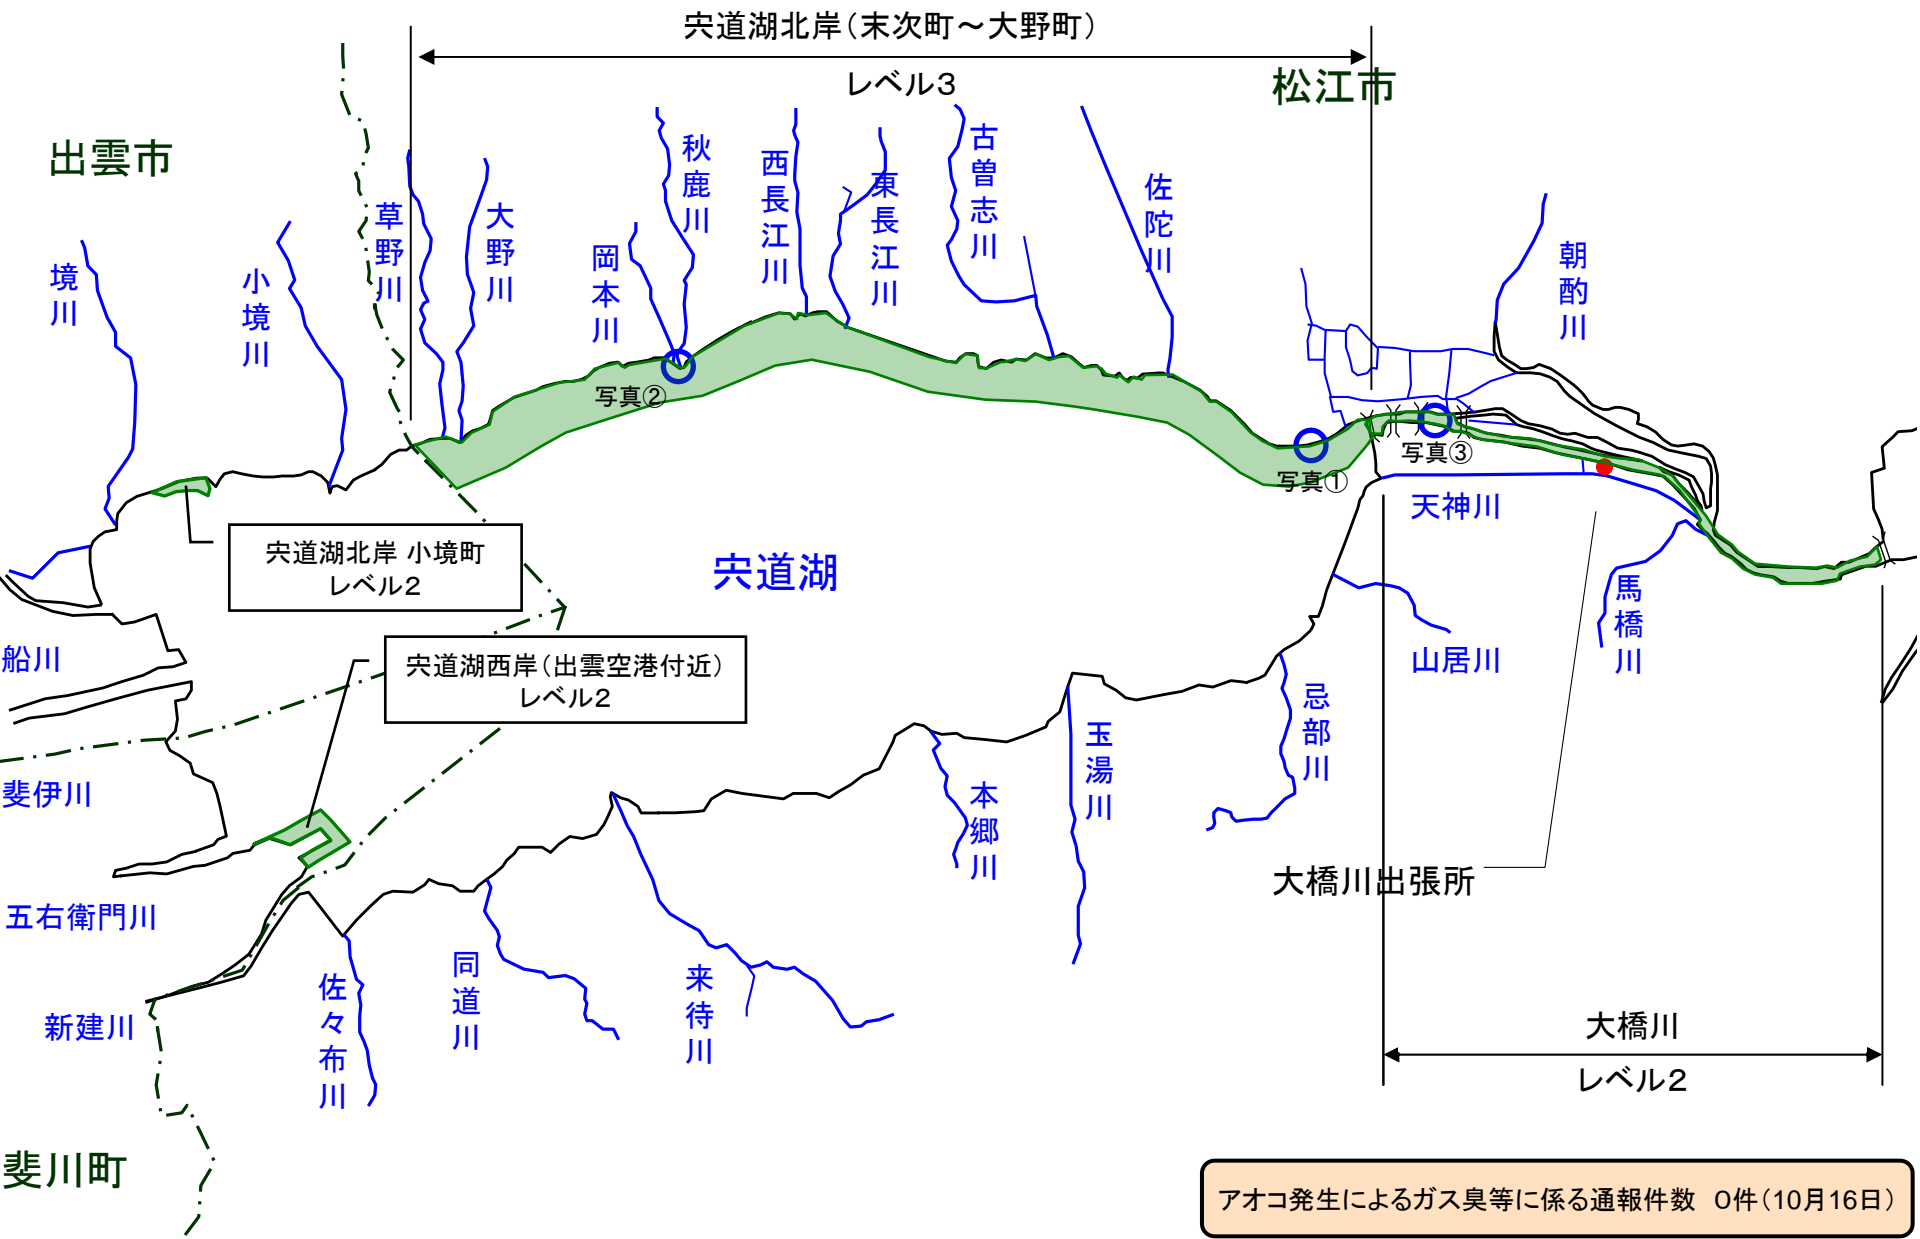 宍道湖北岸（末次町～大野町）
レベル3
松江市
出雲市
境川
小境川
草野川
大野川
岡本川
秋鹿川
西長江川
東長江川
古曽志川
佐陀川
朝酌川
写真②
写真①
写真③
天神川
宍道湖北岸 小境町
レベル2
宍道湖
船川
宍道湖西岸（出雲空港付近）
レベル2
山居川
馬橋川
忌部川
玉湯川
本郷川
斐伊川
大橋川出張所
五右衛門川
新建川
佐々布川
同道川
来待川
大橋川
レベル2
斐川町
アオコ発生によるガス臭等に係る通報件数　0件（10月16日）